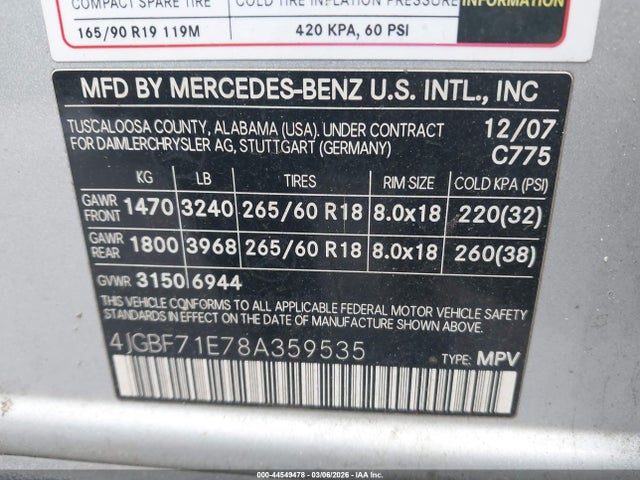 COMPACT SPARE TIRE COLD TIRE INFLATION PRESSURE
165/90 R19 119M 420 KPA, 60 PSI INFORMATION
MFD BY MERCEDES-BENZ U.S. INTL., INC
TUSCALOOSA COUNTY, ALABAMA (USA). UNDER CONTRACT 12/07
FOR DAIMLERCHRYSLER AG, STUTTGART (GERMANY) C775
KG LB TIRES RIM SIZE COLD KPA (PSI)
GAWR FRONT 1470 3240 265/60 R18 8.0x18 220(32)
GAWR REAR 1800 3968 265/60 R18 8.0x18 260(38)
GVWR 3150 6944
THIS VEHICLE CONFORMS TO ALL APPLICABLE FEDERAL MOTOR VEHICLE SAFETY
STANDARDS IN EFFECT ON THE DATE OF MANUFACTURE SHOWN ABOVE.
4JGBF71E78A359535 TYPE: MPV
000-44549478 - 03/06/2026 - IAA Inc.